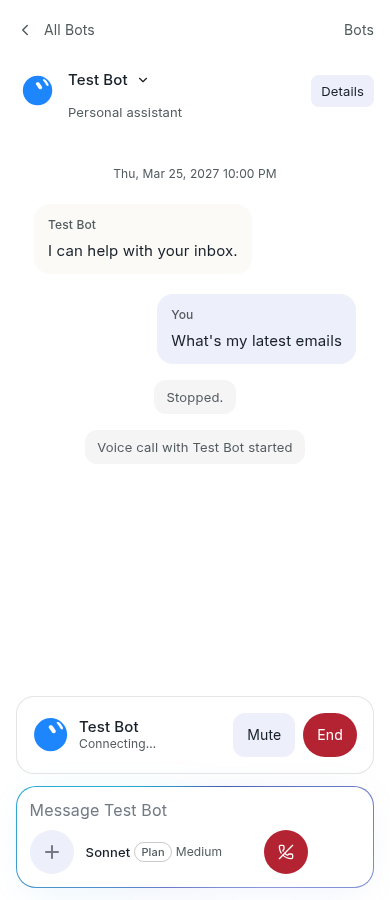 All Bots
Bots
Test Bot
Details
Personal assistant
Thu, Mar 25, 2027 10:00 PM
Test Bot
I can help with your inbox.
You
What's my latest emails
Stopped.
Voice call with Test Bot started
Test Bot
Connecting...
Mute
End
Message Test Bot
Sonnet Plan Medium